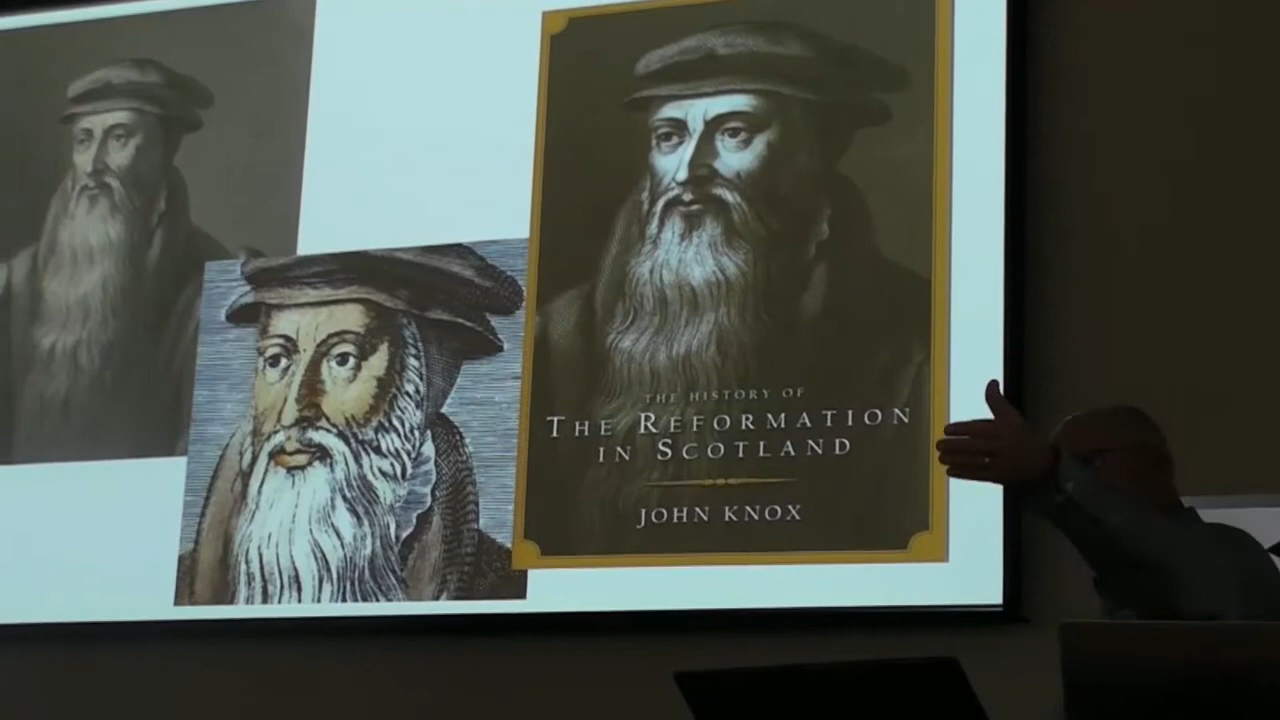 THE HISTORY OF
THE REFORMATION
IN SCOTLAND
JOHN KNOX